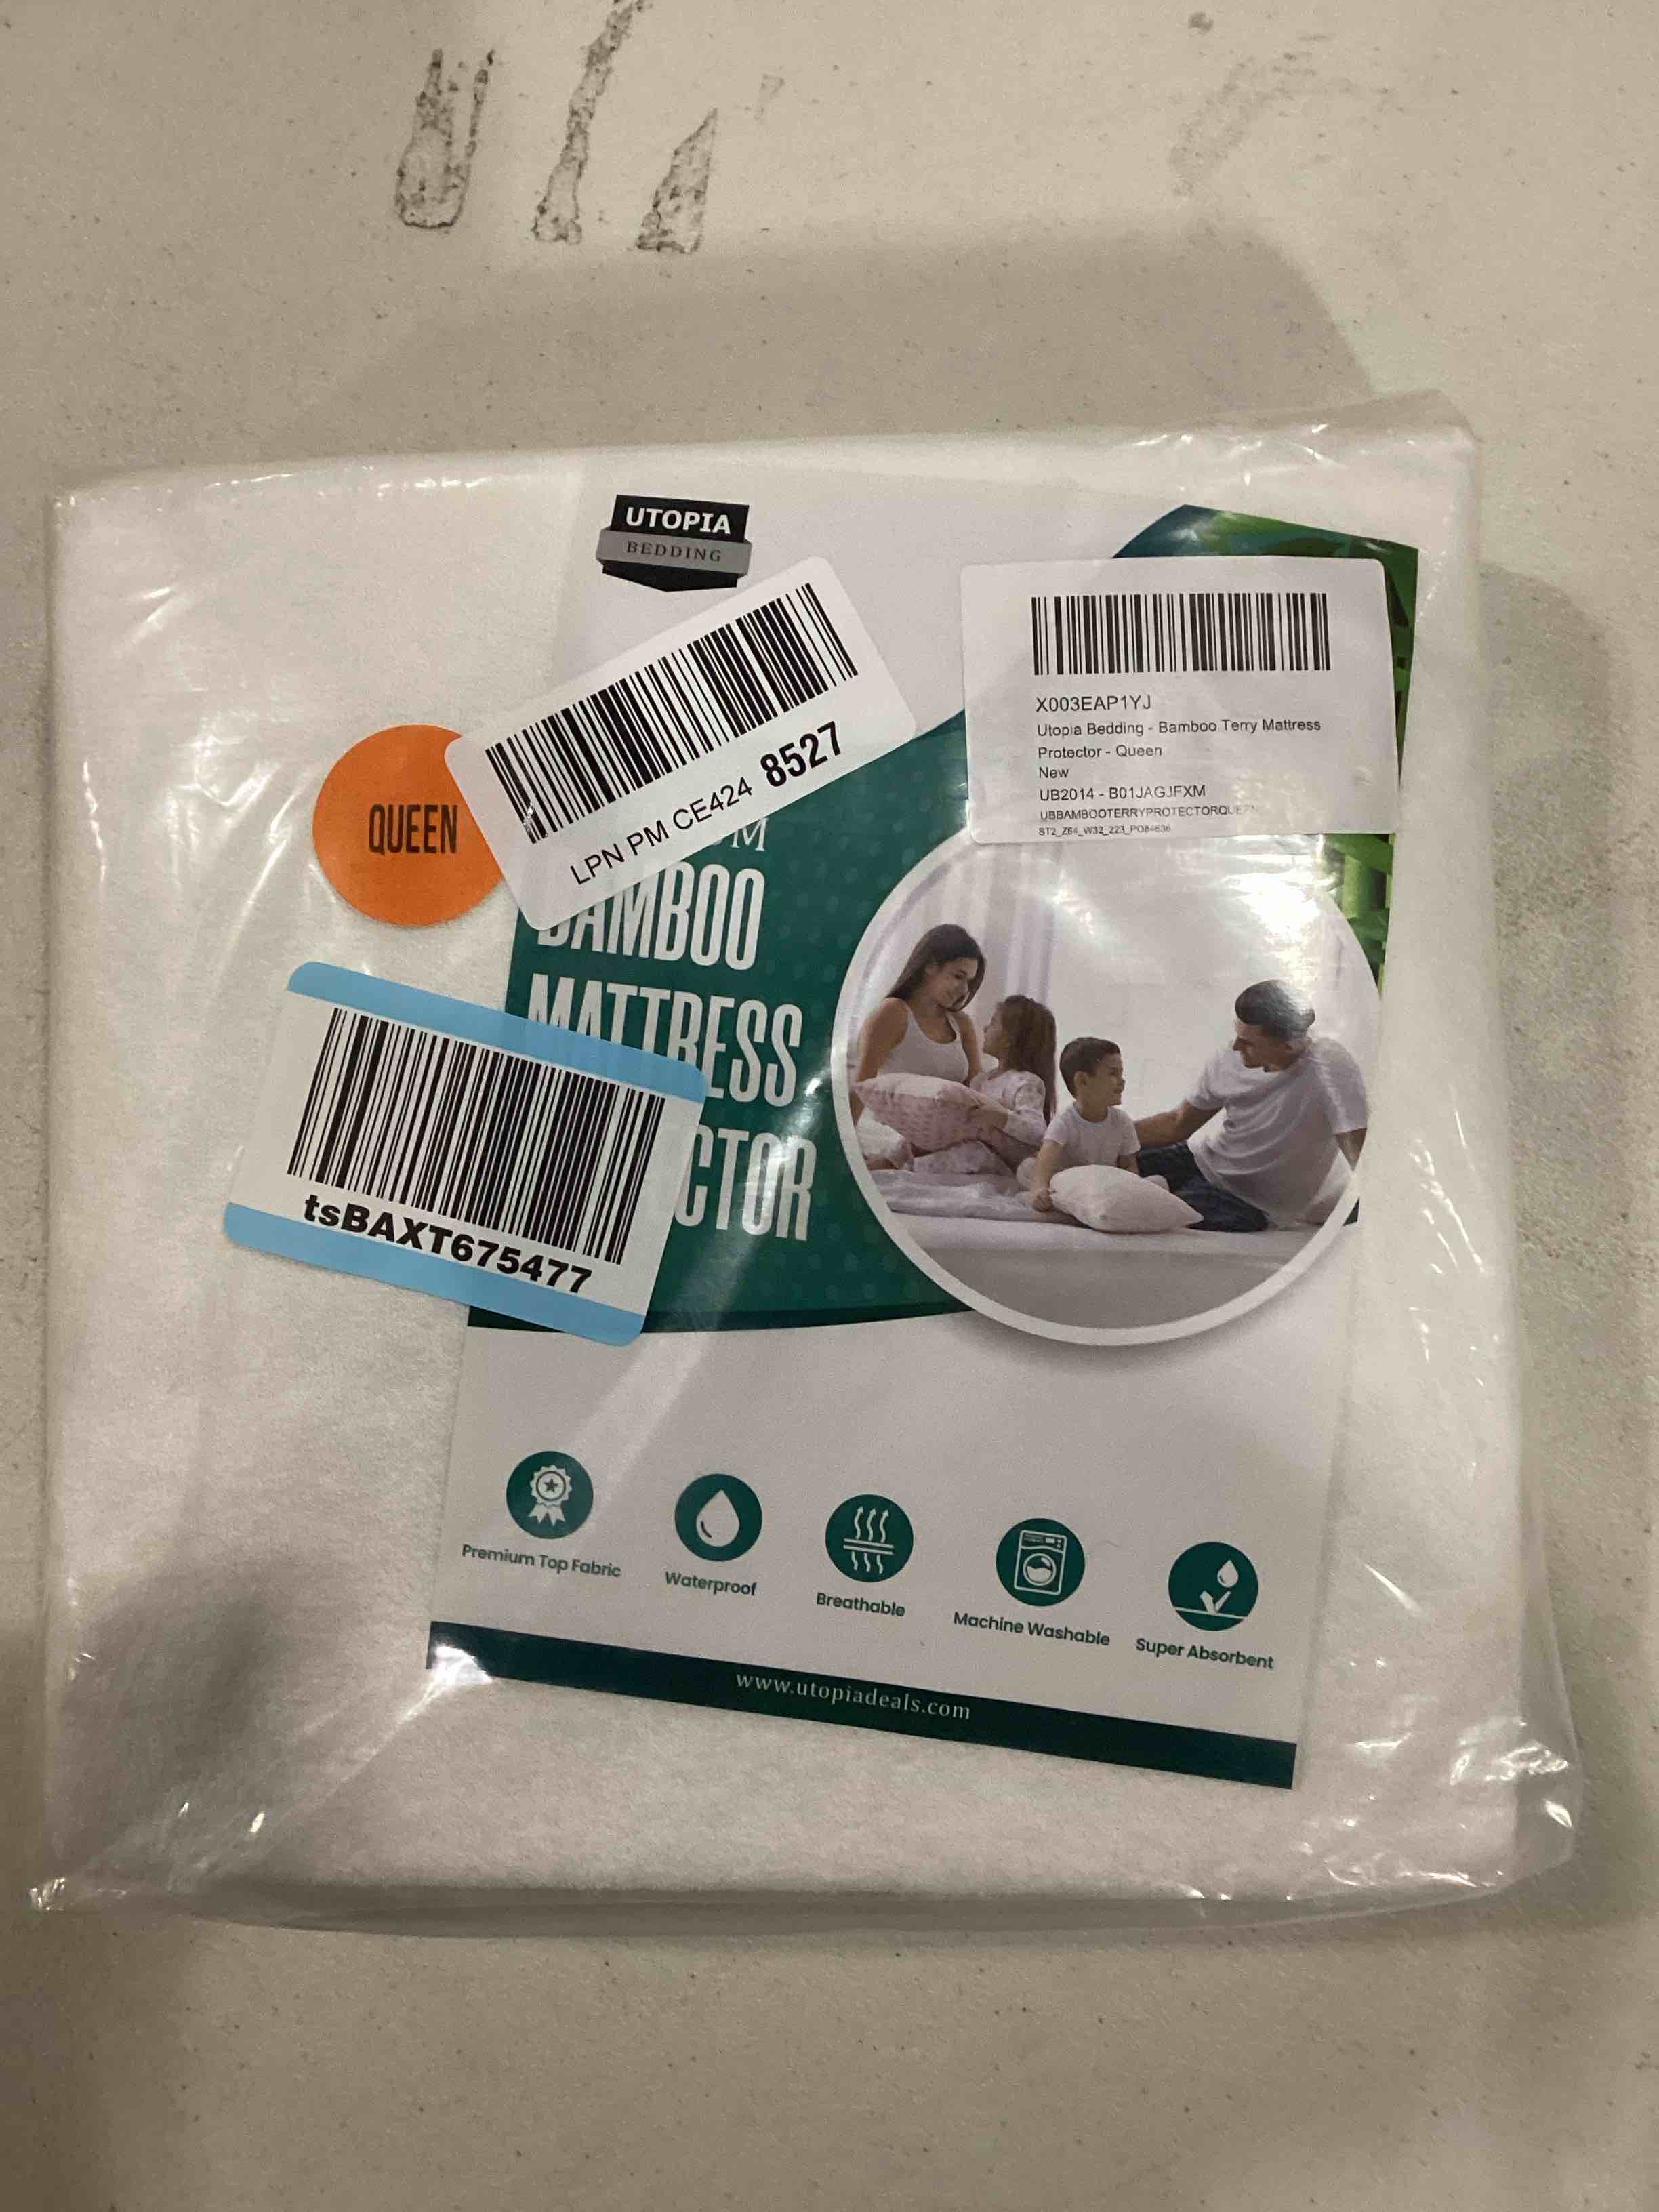 UTOPIA
BEDDING
X003EAP1YJ
Utopia Bedding - Bamboo Terry Mattress
Protector - Queen
New
UB2014 - B01JAGJFXM
LPN PM CE424 8527
QUEEN
M
BAMBOO
MATTRESS
CTOR
tsBAXT675477
Premium Top Fabric
Waterproof
Breathable
Machine Washable
Super Absorbent
www.utopiadeals.com